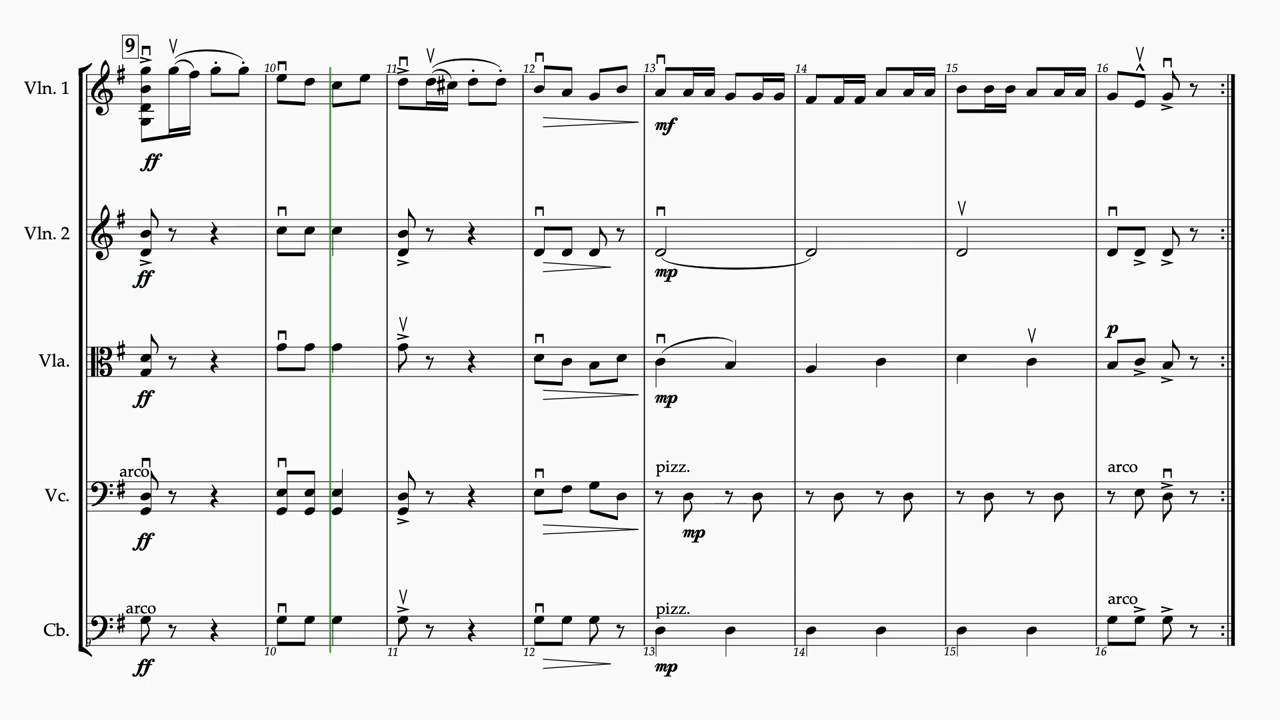 9
10 11 12 13 14 15 16
Vln. 1
ff mf
Vln. 2
ff mp
p
Vla.
ff mp
arco pizz. arco
Vc.
ff mp
arco pizz. arco
Cb.
10 11 12 13 14 15 16
ff mp